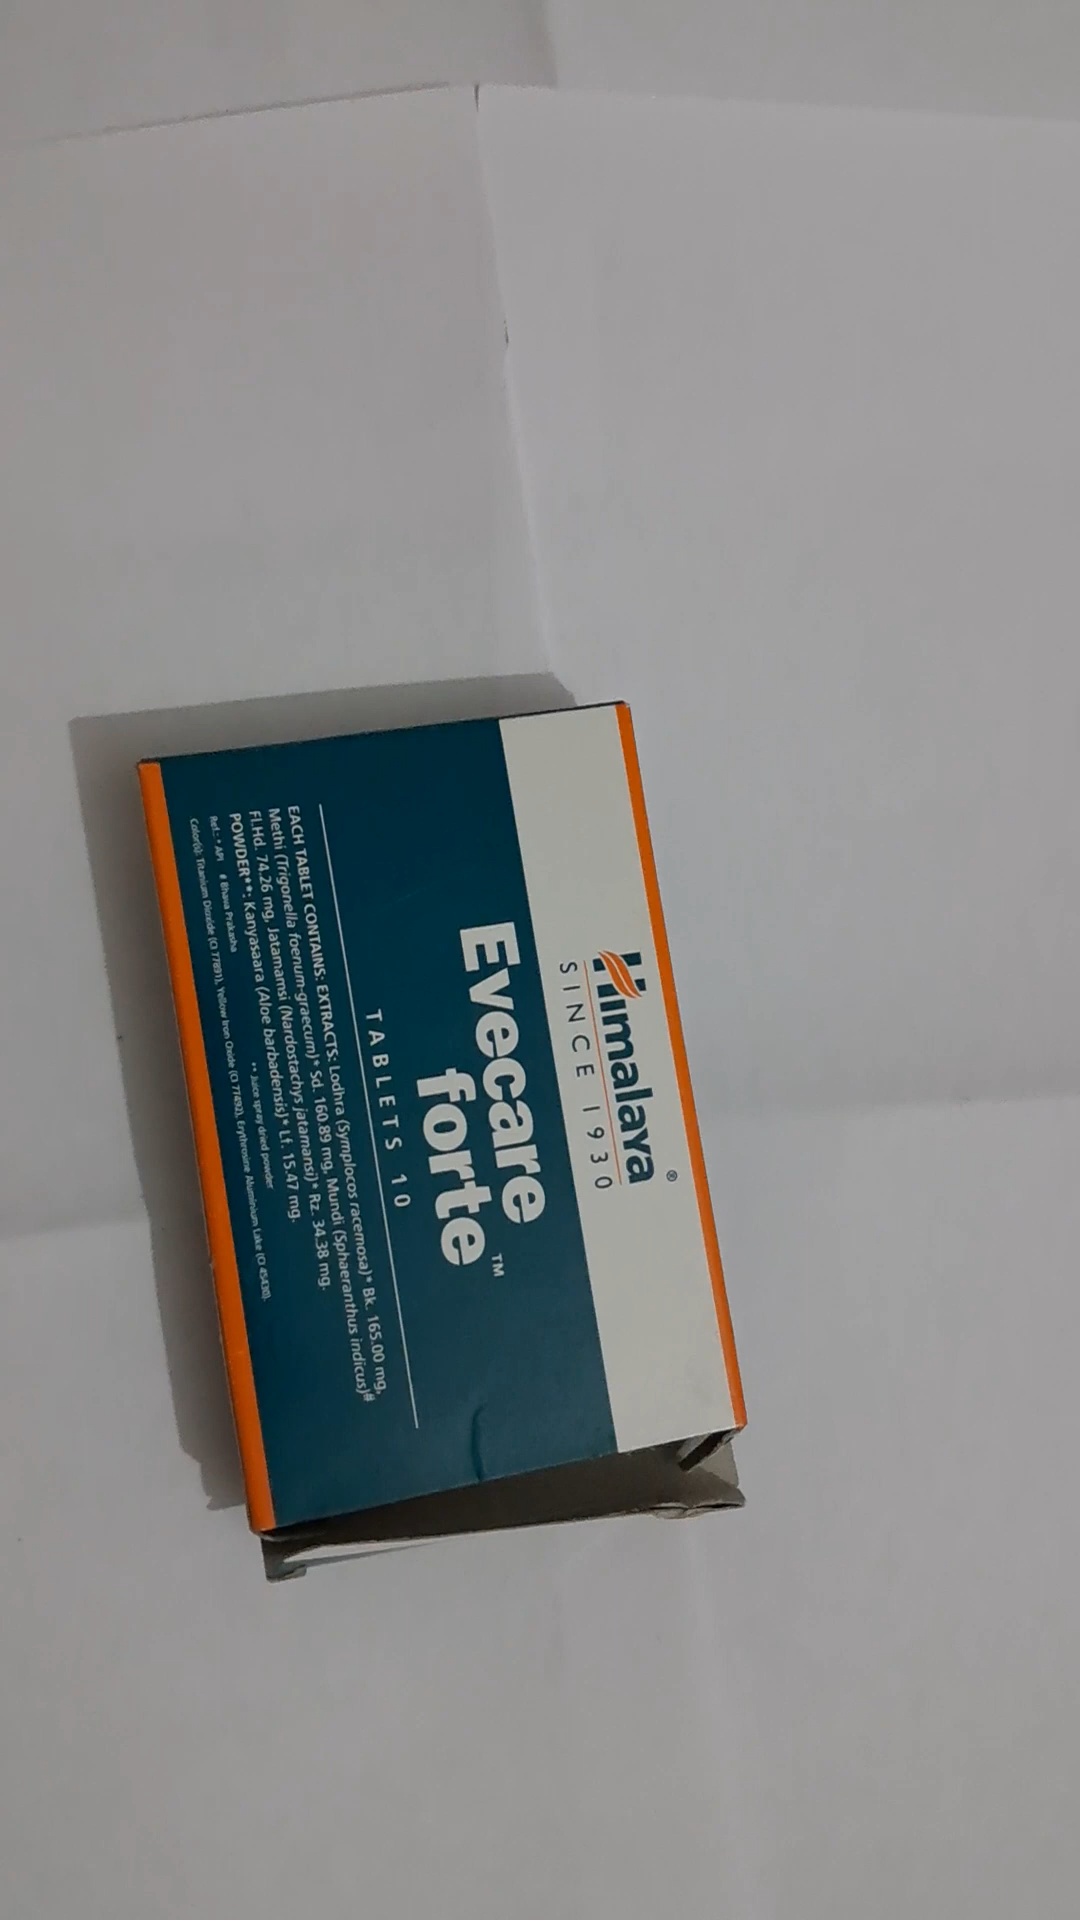 Himalaya®
SINCE 1930
Evecare
forte™
TABLETS 10
EACH TABLET CONTAINS: EXTRACTS: Lodhra (Symplocos racemosa)* Bk. 165.00 mg,
Methi (Trigonella foenum-graecum)* Sd. 160.89 mg, Mundi (Sphaeranthus indicus)#
Fl.Hd. 74.26 mg, Jatamamsi (Nardostachys jatamansi)* Rz. 34.38 mg.
POWDER**: Kanyasaara (Aloe barbadensis)* Lf. 15.47 mg.
Ref.: * API # Bhava Prakasha ** Juice spray dried powder
Color(s): Titanium Dioxide (CI 77891), Yellow Iron Oxide (CI 77492), Erythrosine Aluminium Lake (CI 45430).